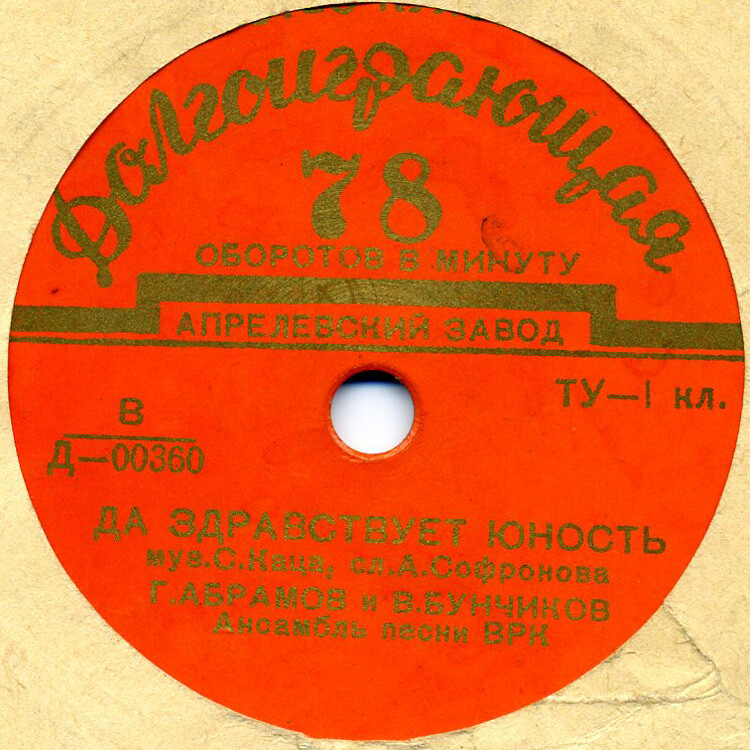 Долгоиграющая
78
ОБОРОТОВ В МИНУТУ
АПРЕЛЕВСКИЙ ЗАВОД
ТУ—I кл.
В
Д—00360
ДА ЗДРАВСТВУЕТ ЮНОСТЬ
муз.С.Каца, сл.А.Софронова
Г.АБРАМОВ и В.БУНЧИКОВ
Ансамбль песни ВРК